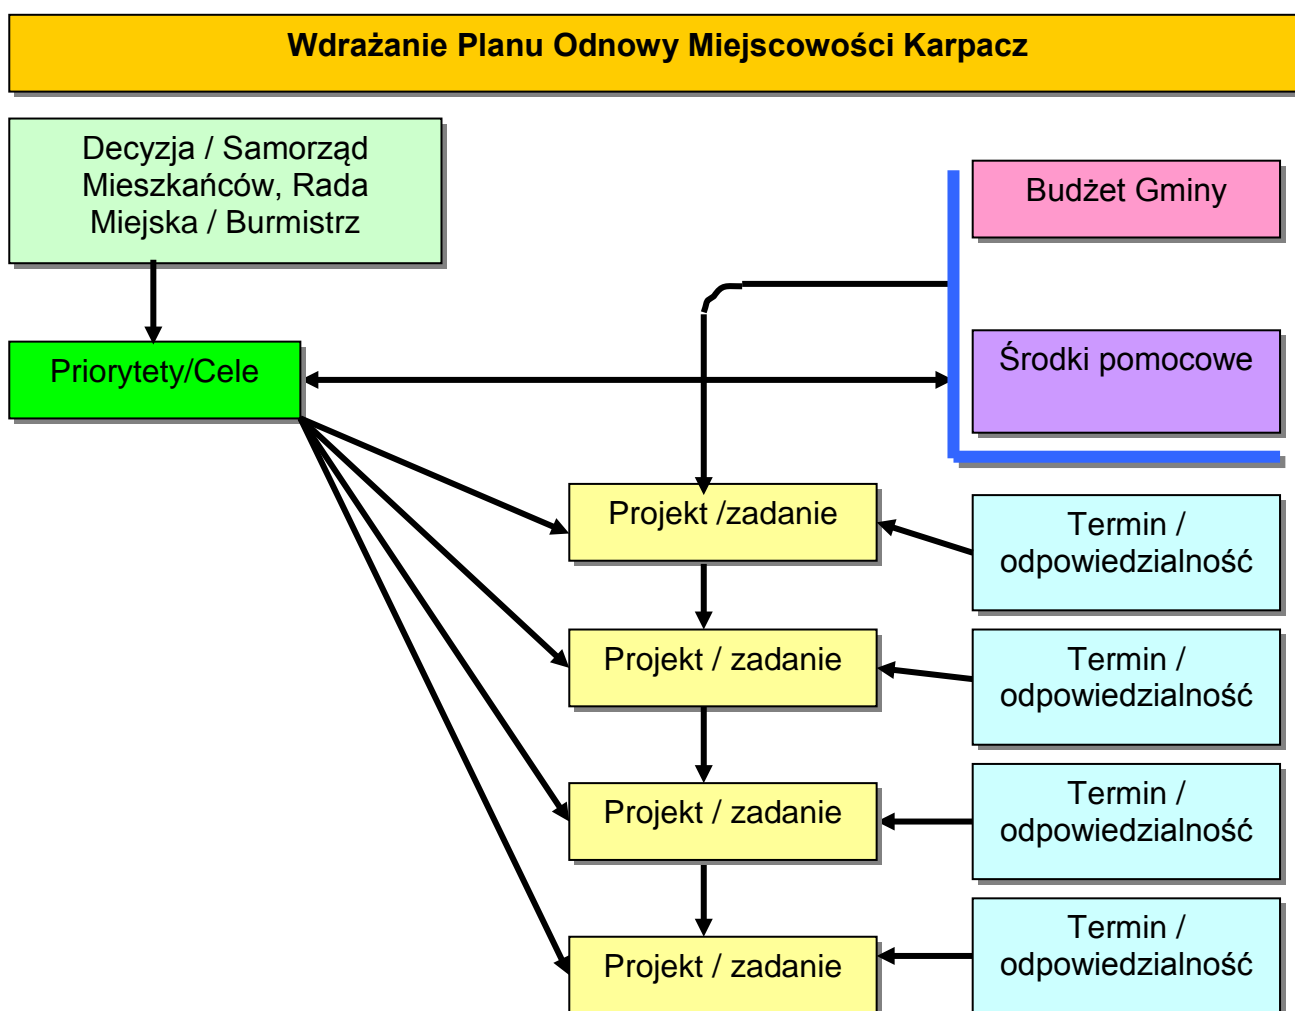 Wdrażanie Planu Odnowy Miejscowości Karpacz
Decyzja / Samorząd
Mieszkańców, Rada
Miejska / Burmistrz
Budżet Gminy
Priorytety/Cele
Środki pomocowe
Projekt /zadanie
Termin /
odpowiedzialność
Projekt / zadanie
Termin /
odpowiedzialność
Projekt / zadanie
Termin /
odpowiedzialność
Projekt / zadanie
Termin /
odpowiedzialność